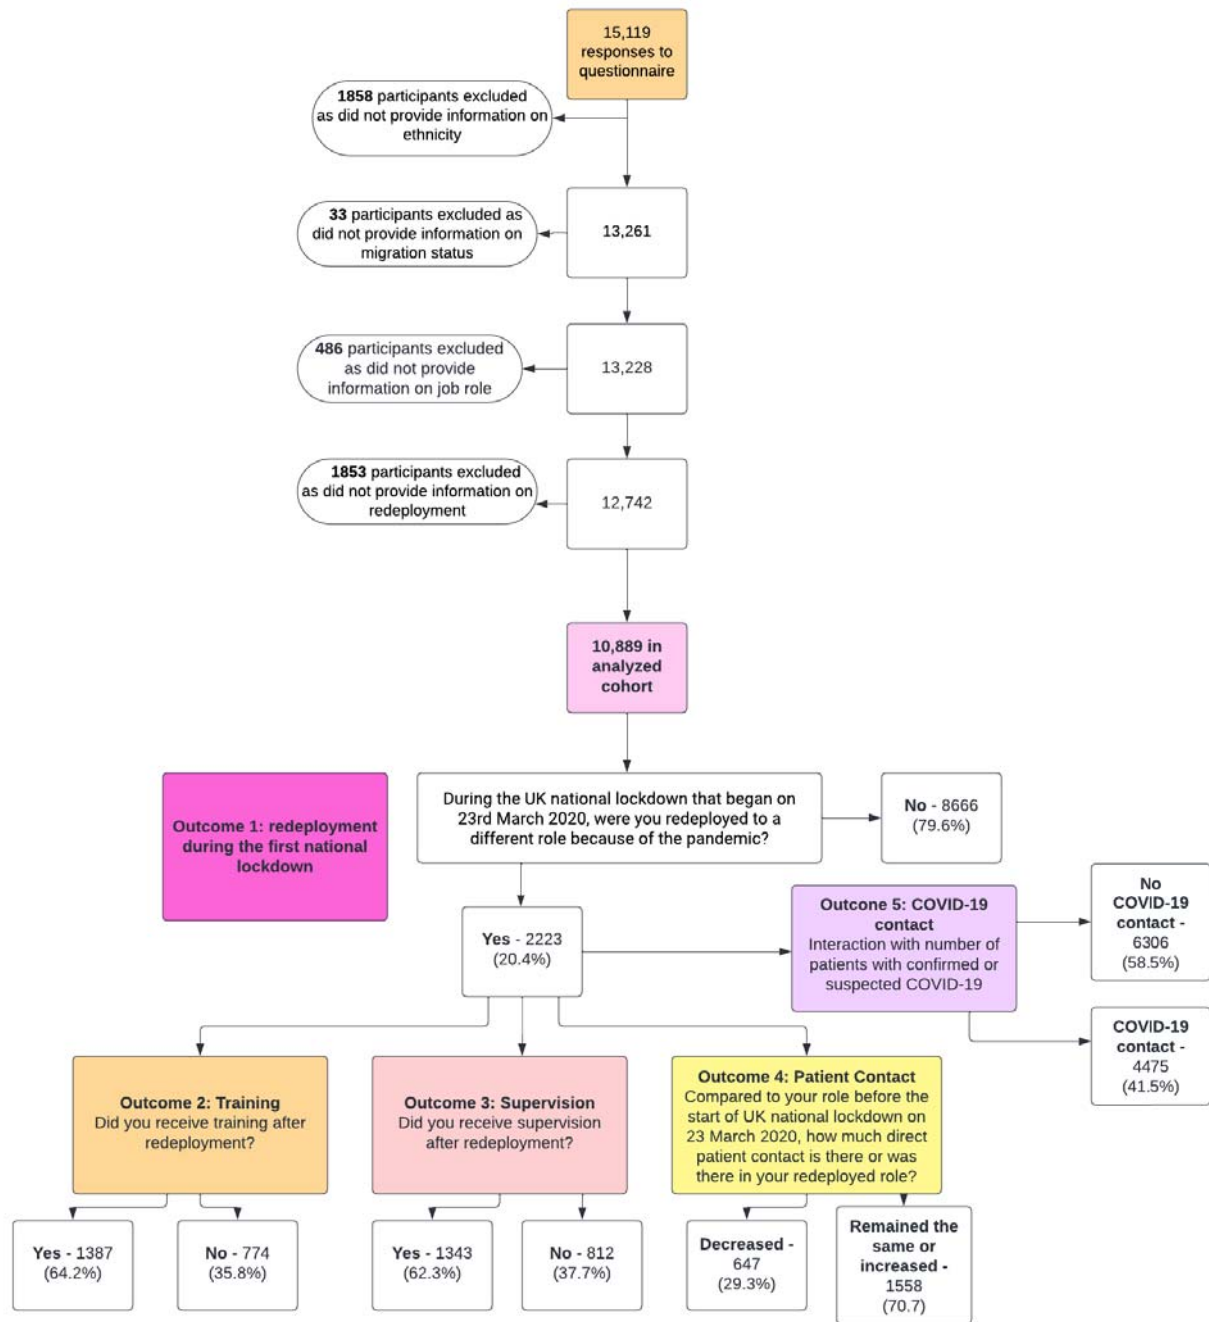 15,119
responses to
questionnaire
1858 participants excluded
as did not provide information on
ethnicity
33 participants excluded as
did not provide information on
migration status
13,261
486 participants excluded
as did not provide
information on job role
13,228
1853 participants excluded
as did not provide information on
redeployment
12,742
10,889 in
analyzed
cohort
Outcome 1: redeployment
during the first national
lockdown
During the UK national lockdown that began on
23rd March 2020, were you redeployed to a
different role because of the pandemic?
No - 8666
(79.6%)
Yes - 2223
(20.4%)
Outcone 5: COVID-19
contact
Interaction with number of
patients with confirmed or
suspected COVID-19
No
COVID-19
contact -
6306
(58.5%)
COVID-19
contact -
4475
(41.5%)
Outcome 2: Training
Did you receive training after
redeployment?
Outcome 3: Supervision
Did you receive supervision
after redeployment?
Outcome 4: Patient Contact
Compared to your role before the
start of UK national lockdown on
23 March 2020, how much direct
patient contact is there or was
there in your redeployed role?
Yes - 1387
(64.2%)
No - 774
(35.8%)
Yes - 1343
(62.3%)
No - 812
(37.7%)
Decreased -
647
(29.3%)
Remained the
same or
increased -
1558
(70.7)